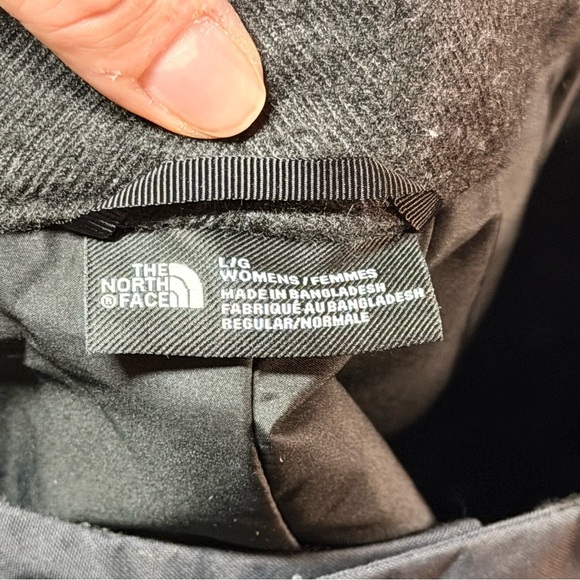 THE
NORTH
FACE®
L/G
WOMENS/FEMMES
MADE IN BANGLADESH
FABRIQUÉ AU BANGLADESH
REGULAR/NORMALE